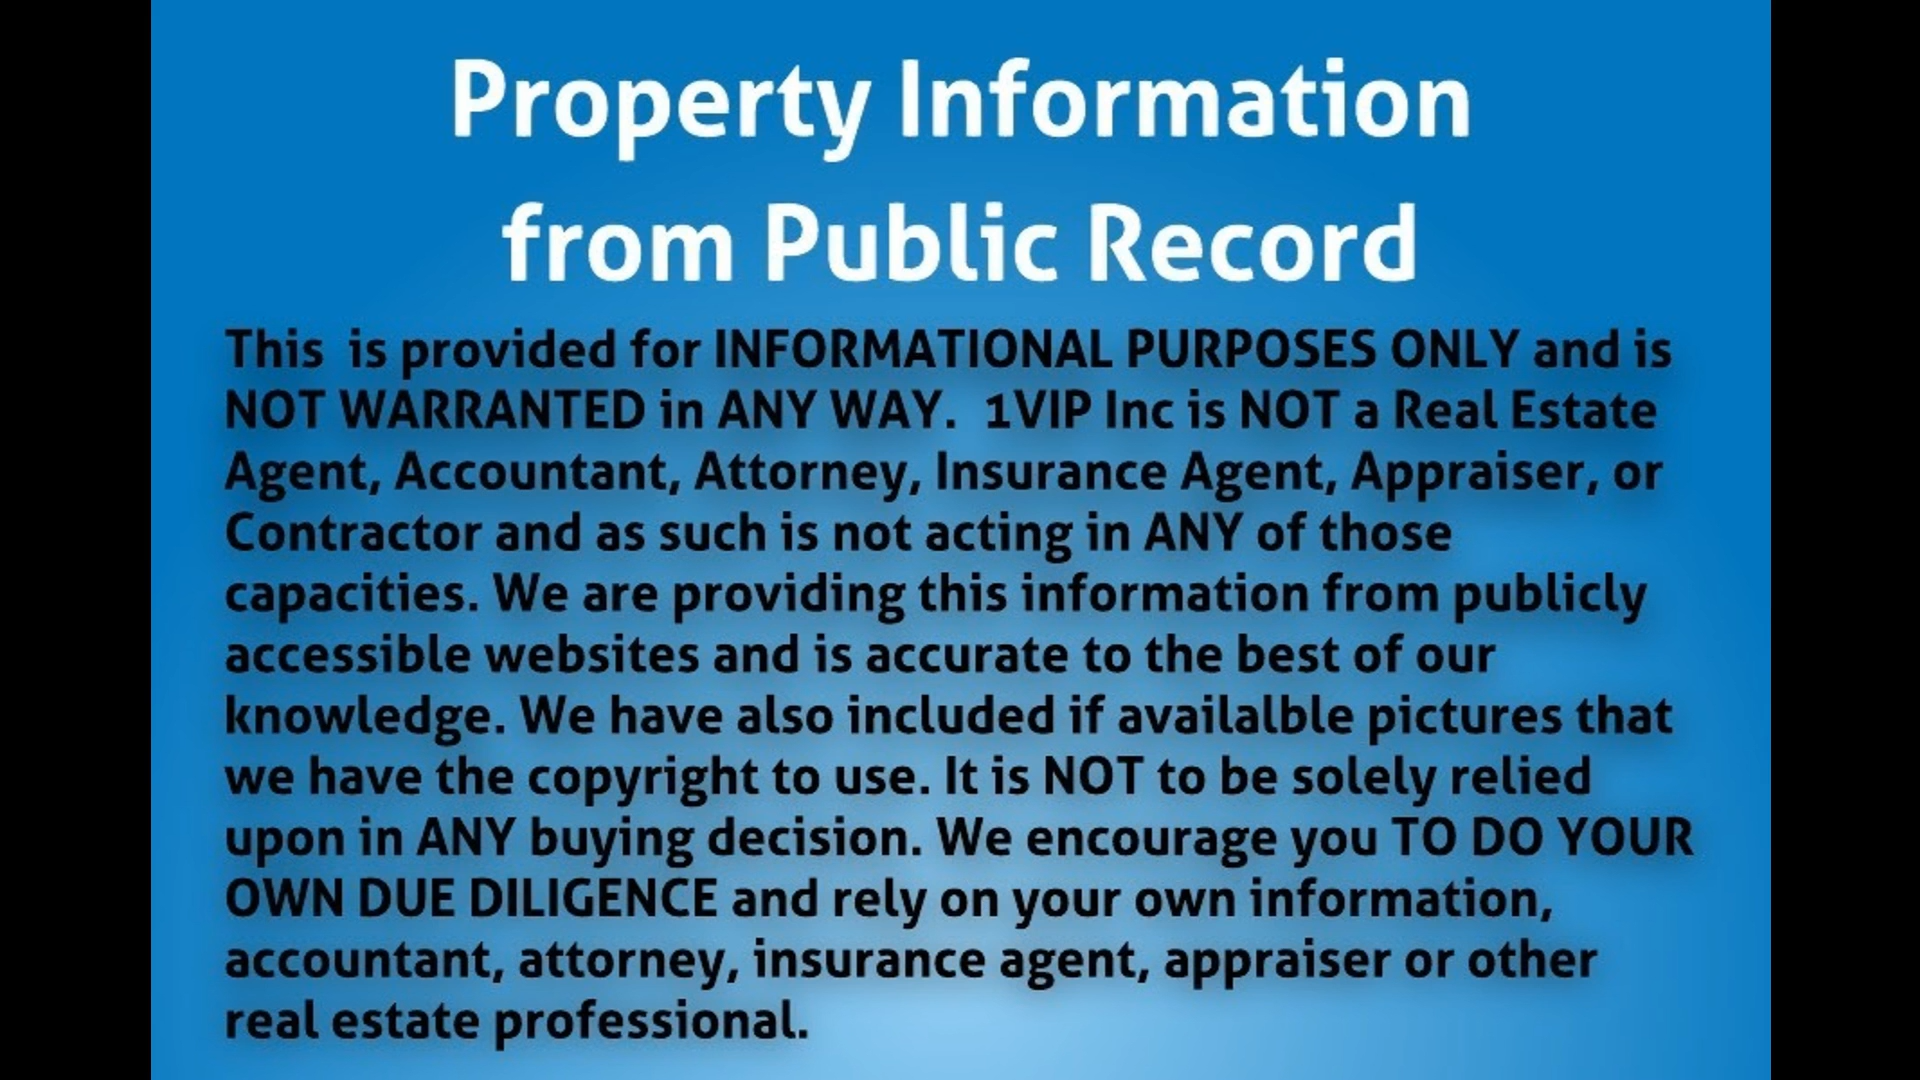 Property Information
from Public Record
This  is provided for INFORMATIONAL PURPOSES ONLY and is
NOT WARRANTED in ANY WAY.  1VIP Inc is NOT a Real Estate
Agent, Accountant, Attorney, Insurance Agent, Appraiser, or
Contractor and as such is not acting in ANY of those
capacities. We are providing this information from publicly
accessible websites and is accurate to the best of our
knowledge. We have also included if availalble pictures that
we have the copyright to use. It is NOT to be solely relied
upon in ANY buying decision. We encourage you TO DO YOUR
OWN DUE DILIGENCE and rely on your own information,
accountant, attorney, insurance agent, appraiser or other
real estate professional.